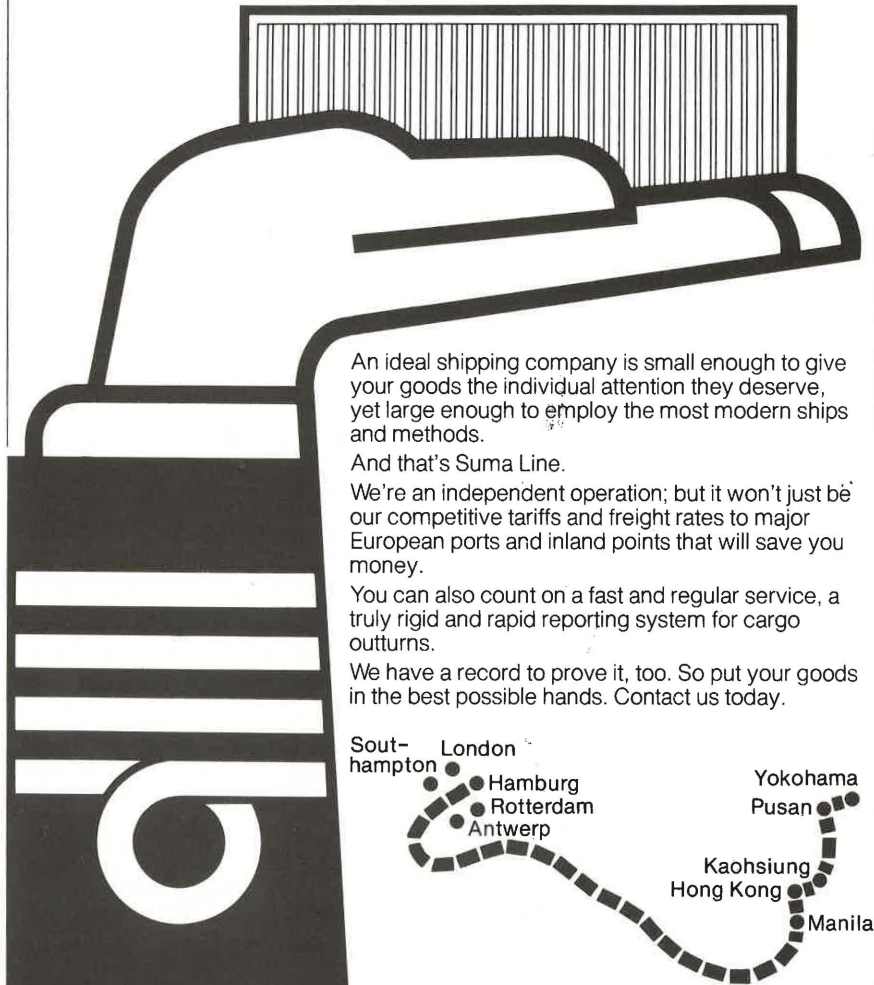 An ideal shipping company is small enough to give
your goods the individual attention they deserve,
yet large enough to employ the most modern ships
and methods.
And that's Suma Line.
We're an independent operation; but it won't just be
our competitive tariffs and freight rates to major
European ports and inland points that will save you
money.
You can also count on a fast and regular service, a
truly rigid and rapid reporting system for cargo
outturns.
We have a record to prove it, too. So put your goods
in the best possible hands. Contact us today.
Sout-
hampton
London
Hamburg
Rotterdam
Antwerp
Yokohama
Pusan
Kaohsiung
Hong Kong
Manila